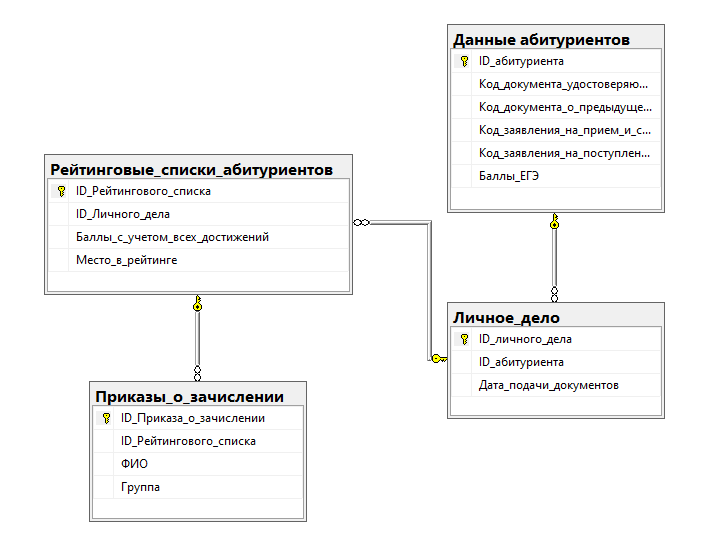 Данные абитуриентов
ID_абитуриента
Код_документа_удостоверяю...
Код_документа_о_предыдуще...
Код_заявления_на_прием_и_с...
Код_заявления_на_поступлен...
Баллы_ЕГЭ
Рейтинговые_списки_абитуриентов
ID_Рейтингового_списка
ID_Личного_дела
Баллы_с_учетом_всех_достижений
Место_в_рейтинге
Личное_дело
ID_личного_дела
ID_абитуриента
Дата_подачи_документов
Приказы_о_зачислении
ID_Приказа_о_зачислении
ID_Рейтингового_списка
ФИО
Группа